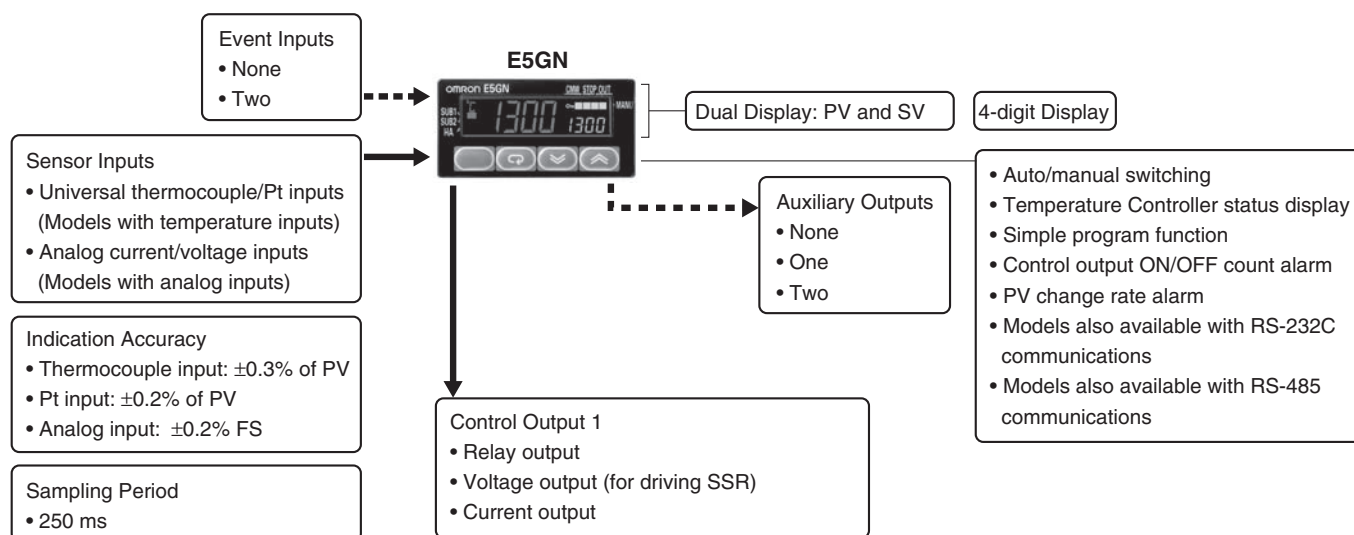 Event Inputs
• None
• Two
E5GN
omron E5GN
CMW STOP OUT
MANU
SUB1
SUB2
HA
°C
1300
1300
Dual Display: PV and SV
4-digit Display
Sensor Inputs
• Universal thermocouple/Pt inputs
(Models with temperature inputs)
• Analog current/voltage inputs
(Models with analog inputs)
Auxiliary Outputs
• None
• One
• Two
• Auto/manual switching
• Temperature Controller status display
• Simple program function
• Control output ON/OFF count alarm
• PV change rate alarm
• Models also available with RS-232C
communications
• Models also available with RS-485
communications
Indication Accuracy
• Thermocouple input: ±0.3% of PV
• Pt input: ±0.2% of PV
• Analog input: ±0.2% FS
Control Output 1
• Relay output
• Voltage output (for driving SSR)
• Current output
Sampling Period
• 250 ms